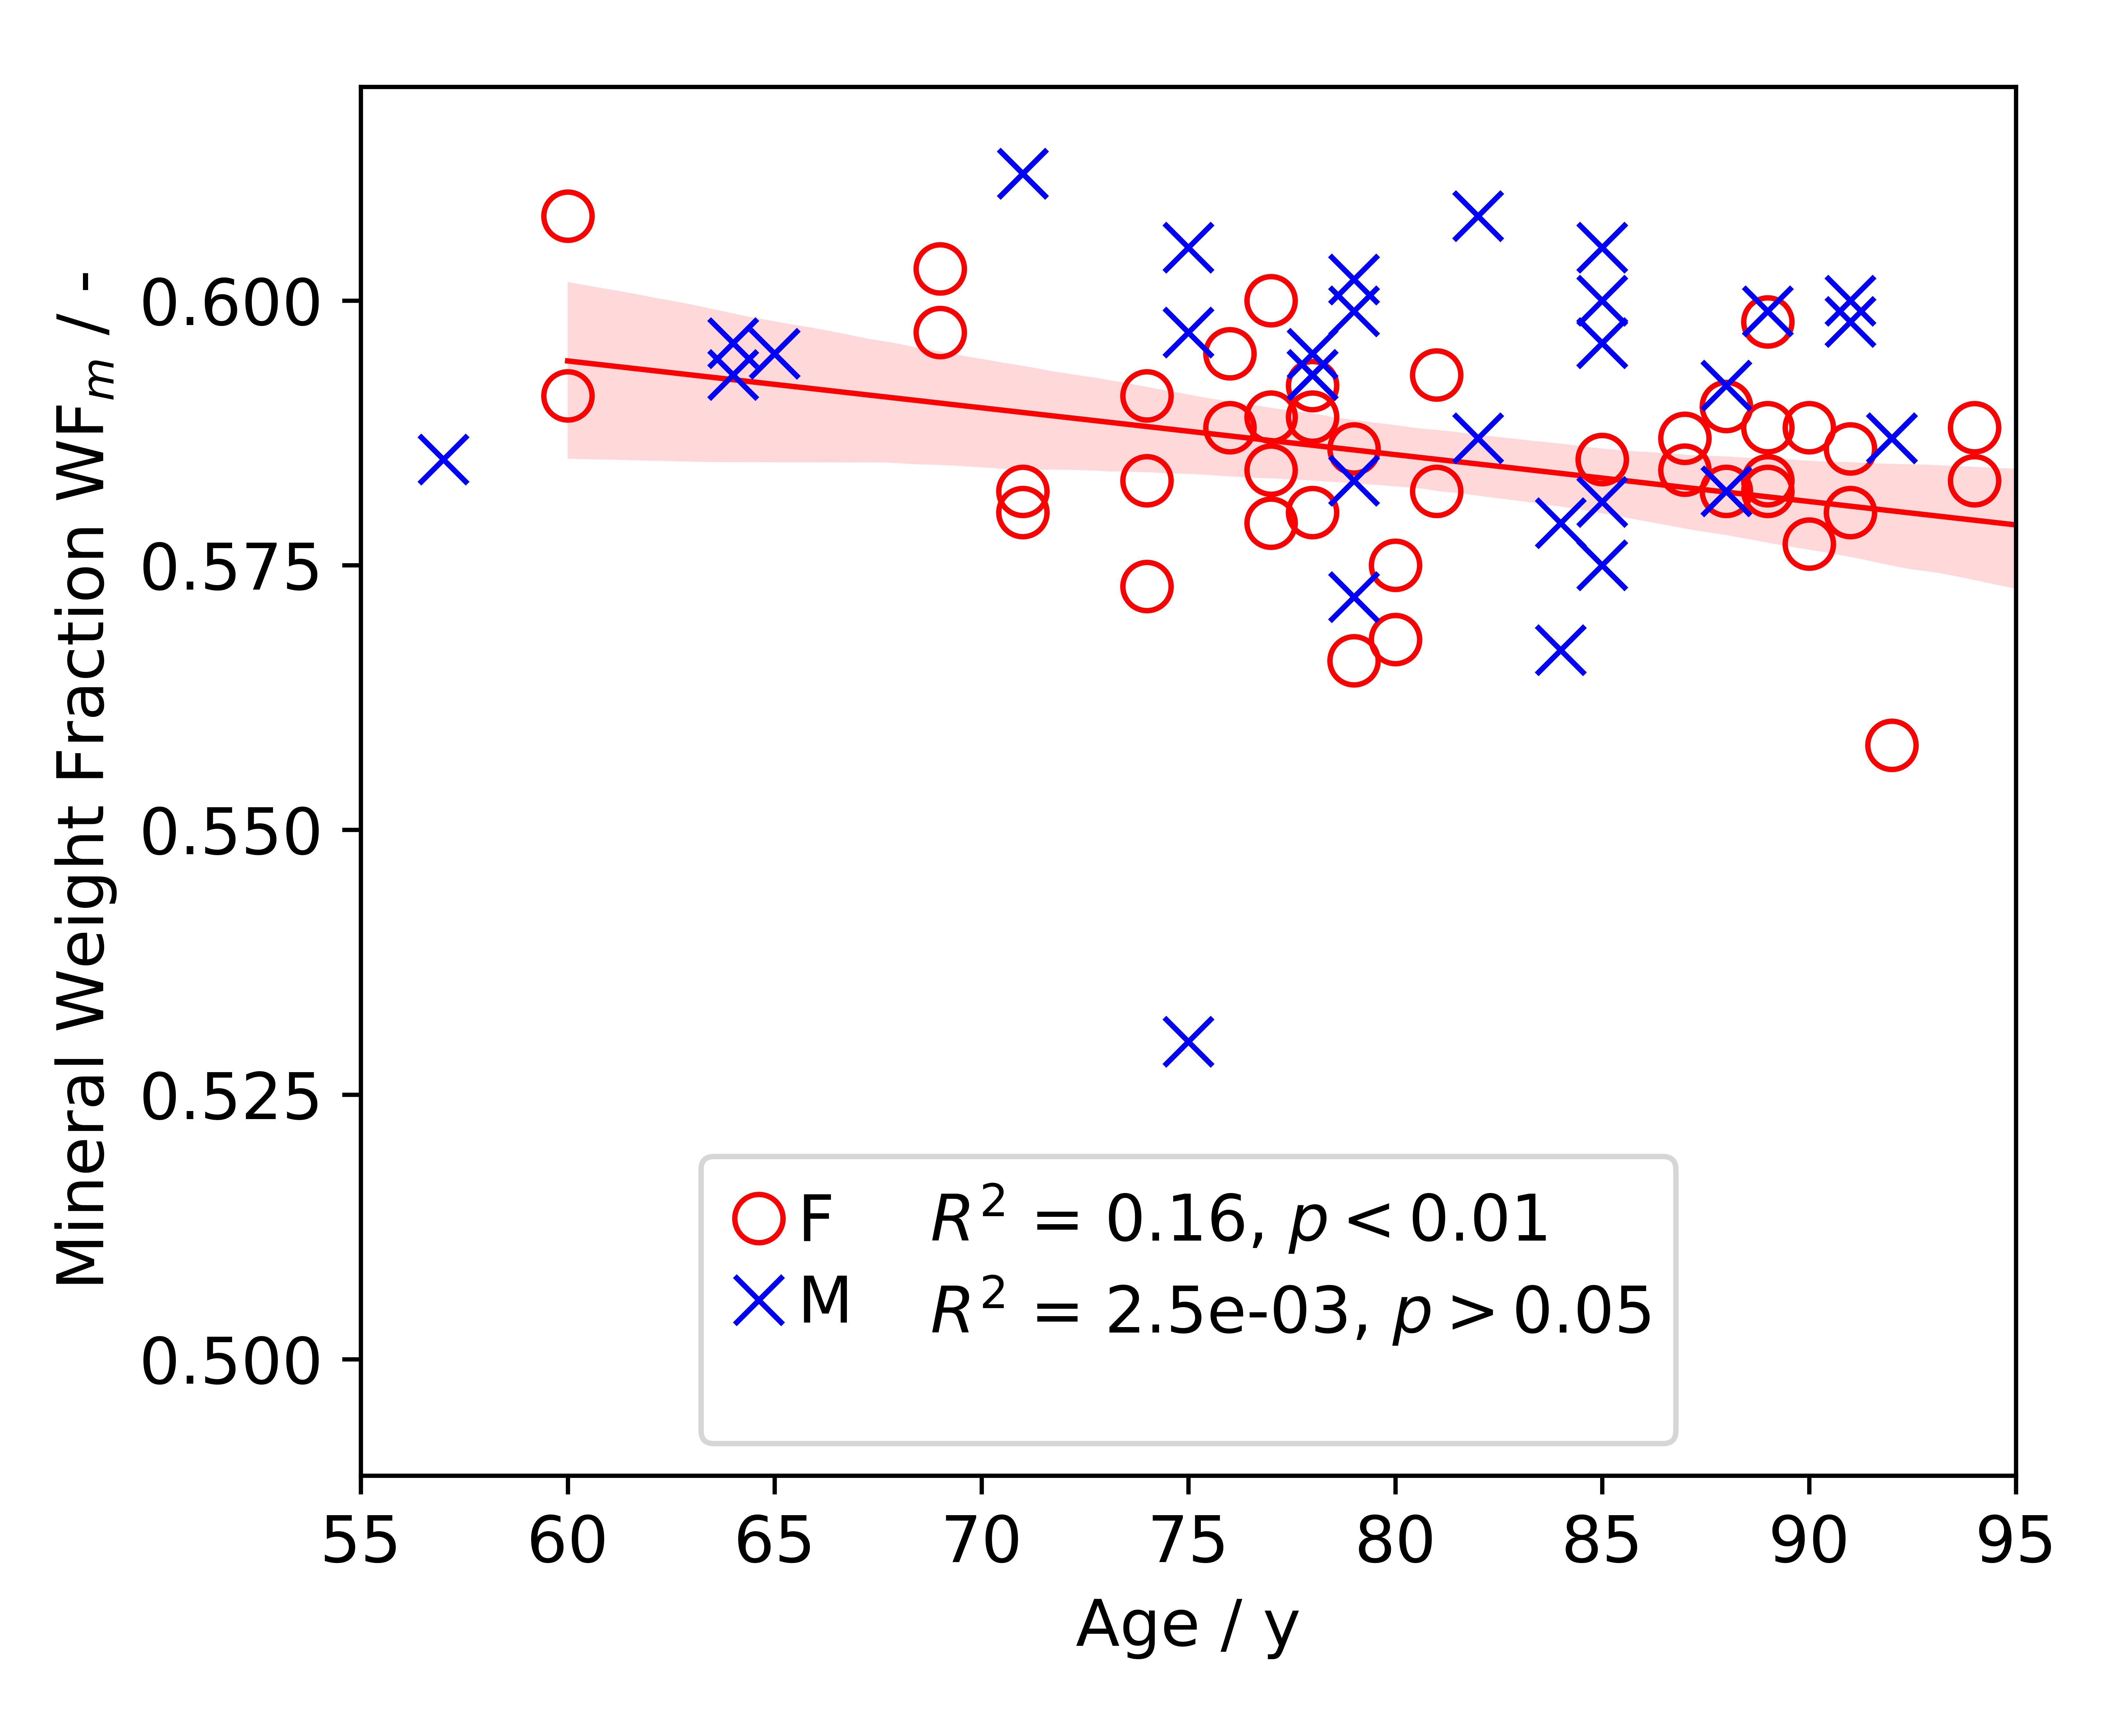 Mineral Weight Fraction WFm / -
0.600
0.575
0.550
0.525
0.500
F R² = 0.16, p < 0.01
M R² = 2.5e-03, p > 0.05
55 60 65 70 75 80 85 90 95
Age / y